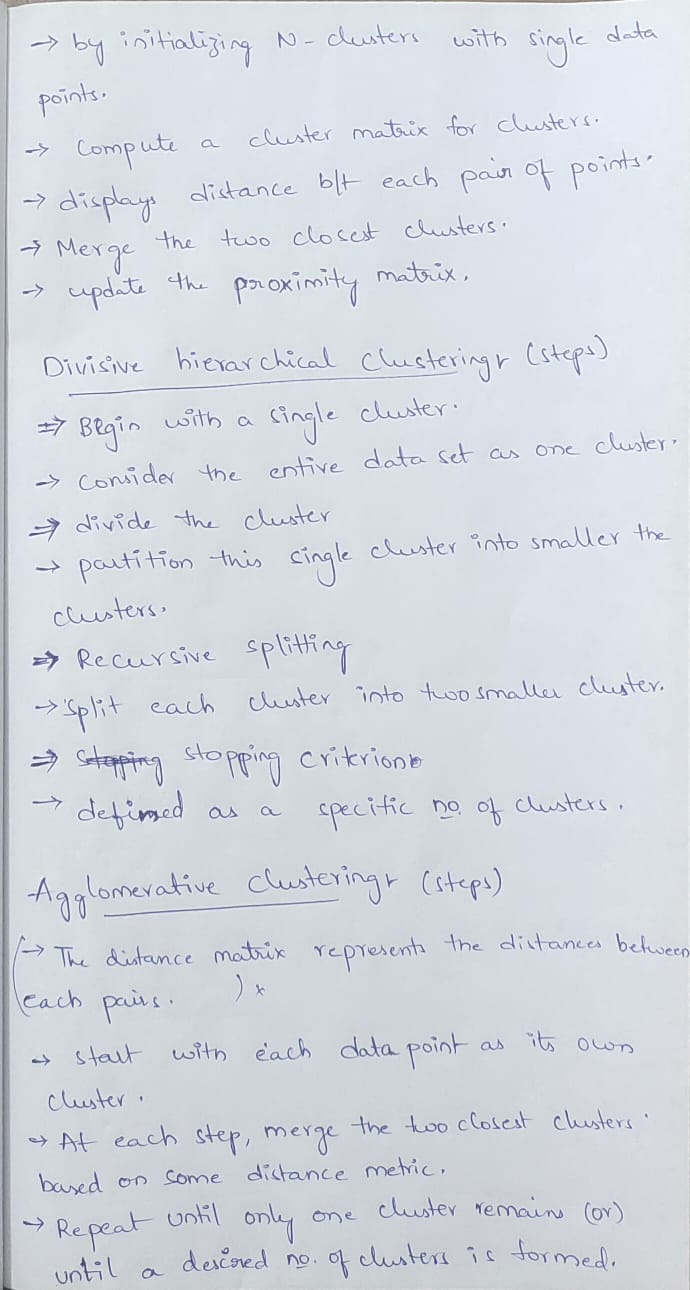 → by initializing N - clusters with single data
points.
→ Compute a cluster matrix for clusters.
→ displays distance b/t each pair of points.
→ Merge the two closest clusters.
→ update the proximity matrix.
Divisive hierarchical clustering (steps)
⇒ Begin with a single cluster.
→ Consider the entire data set as one cluster.
⇒ divide the cluster
→ partition this single cluster into smaller the
clusters.
⇒ Recursive splitting
→ split each cluster into two smaller cluster.
⇒ stopping stopping critrion
→ defined as a specific no. of clusters.
Agglomerative Clustering (steps)
(→ The distance matrix represents the distances between
each pairs. ) x
→ start with each data point as its own
cluster.
→ At each step, merge the two closest clusters
based on some distance metric.
→ Repeat until only one cluster remains (or)
until a desired no. of clusters is formed.